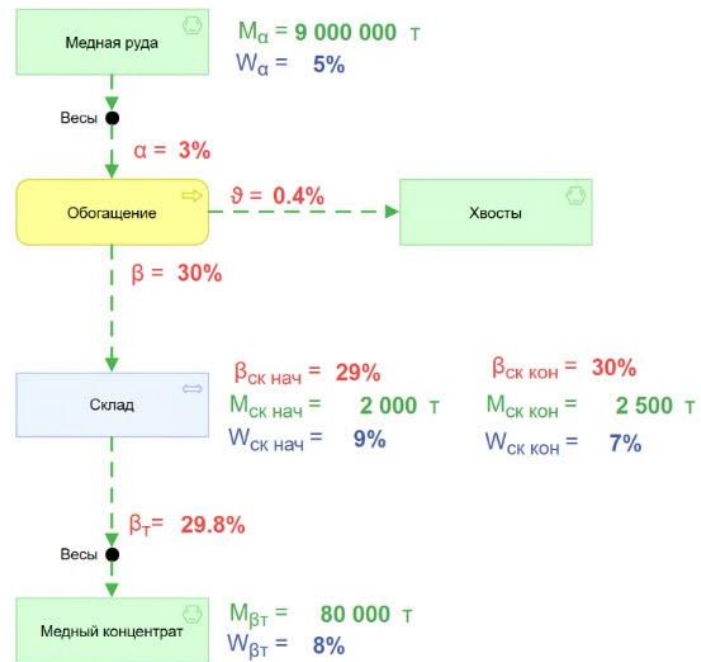 Медная руда
Mα = 9 000 000 т
Wα = 5%
Весы
α = 3%
Обогащение
ϑ = 0.4%
Хвосты
β = 30%
Склад
βск нач = 29%
Mск нач = 2 000 т
Wск нач = 9%
βск кон = 30%
Mск кон = 2 500 т
Wск кон = 7%
βт= 29.8%
Весы
Медный концентрат
Mβт = 80 000 т
Wβт = 8%